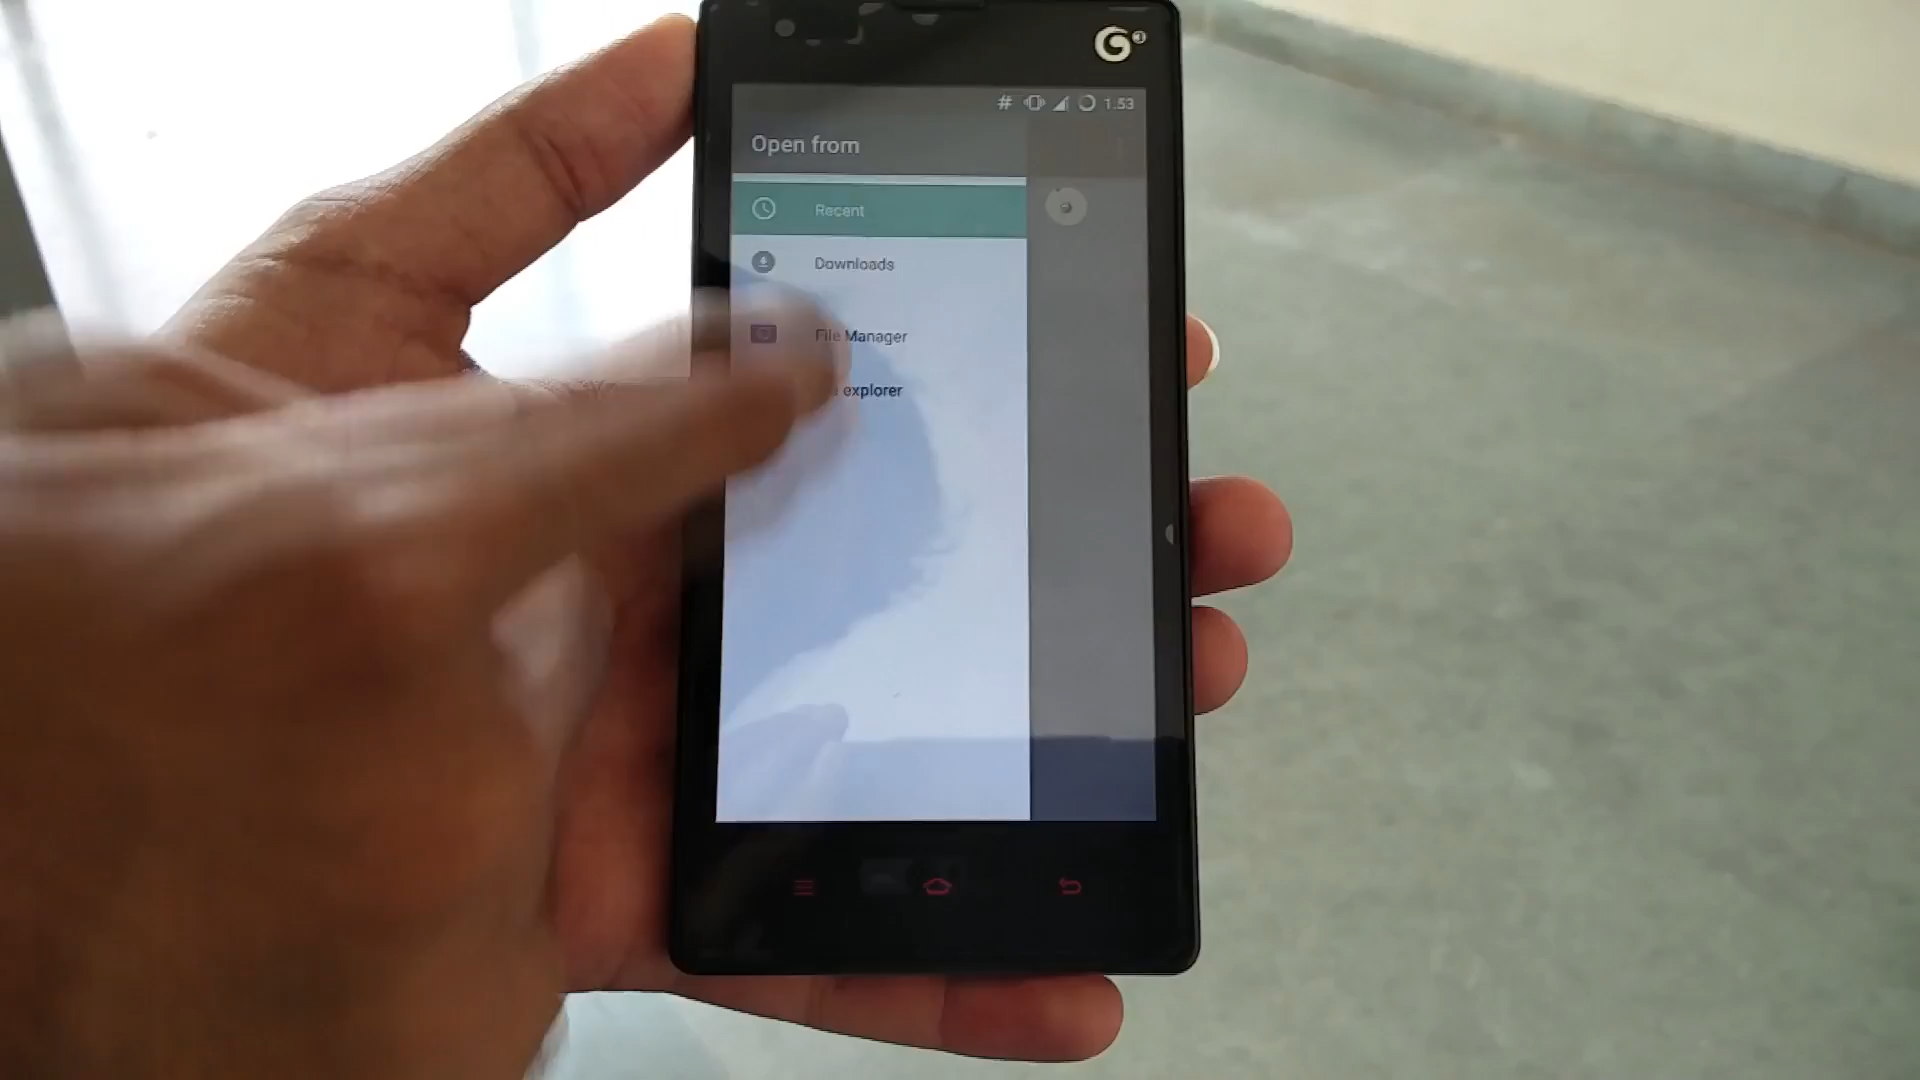 # 1:53
Open from
Recent
Downloads
File Manager
explorer